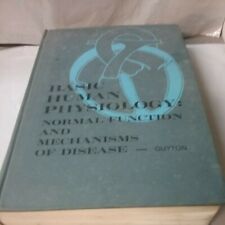 BASIC
HUMAN
PHYSIOLOGY:
NORMAL FUNCTION
AND
MECHANISMS
OF DISEASE — GUYTON